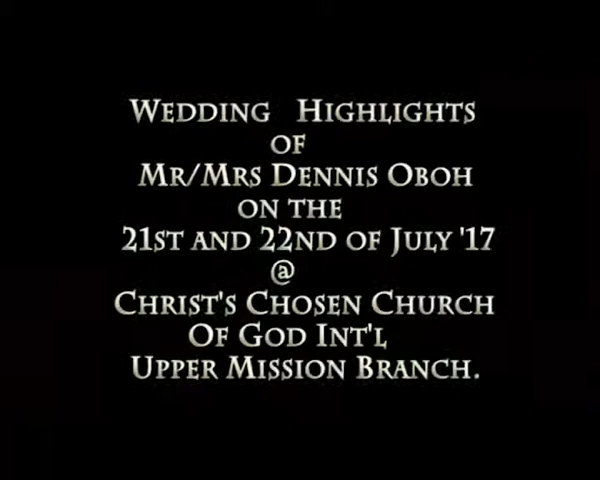 Wedding Highlights
of
Mr/Mrs Dennis Oboh
on the
21st and 22nd of July '17
@
Christ's Chosen Church
Of God Int'l
Upper Mission Branch.